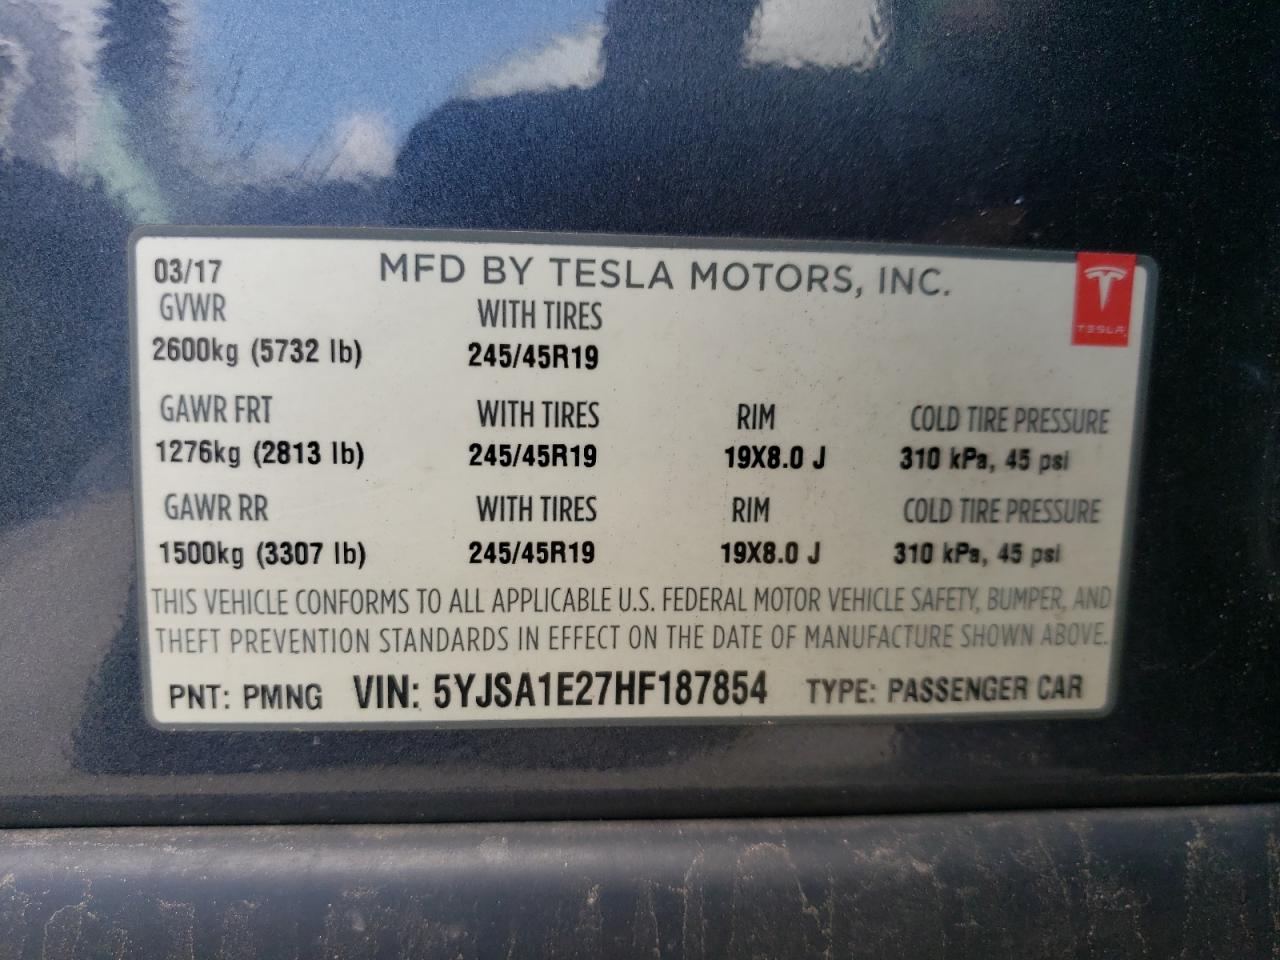 03/17 MFD BY TESLA MOTORS, INC.
TESLA
GVWR WITH TIRES
2600kg (5732 lb) 245/45R19
GAWR FRT WITH TIRES RIM COLD TIRE PRESSURE
1276kg (2813 lb) 245/45R19 19X8.0 J 310 kPa, 45 psi
GAWR RR WITH TIRES RIM COLD TIRE PRESSURE
1500kg (3307 lb) 245/45R19 19X8.0 J 310 kPa, 45 psi
THIS VEHICLE CONFORMS TO ALL APPLICABLE U.S. FEDERAL MOTOR VEHICLE SAFETY, BUMPER, AND
THEFT PREVENTION STANDARDS IN EFFECT ON THE DATE OF MANUFACTURE SHOWN ABOVE.
PNT: PMNG VIN: 5YJSA1E27HF187854 TYPE: PASSENGER CAR